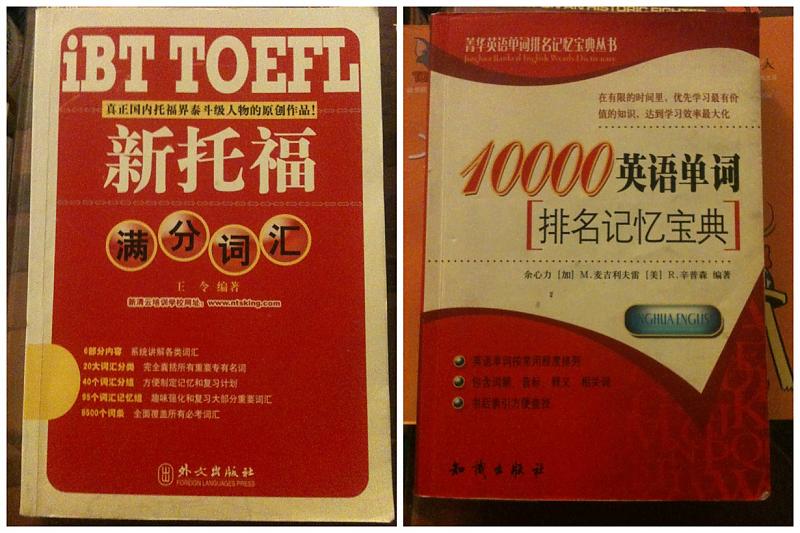 iBT TOEFL
真正国内托福界泰斗级人物的原创作品!
新托福
满分词汇
王 令 编著
新清云培训学校网址: www.ntsking.com
6部分内容 系统讲解各类词汇
20大词汇分类 完全囊括所有重要专有名词
40个词汇分组 方便制定记忆和复习计划
95个词汇记忆组 趣味强化和复习大部分重要词汇
5500个词条 全面覆盖所有必考词汇
外文出版社
FOREIGN LANGUAGES PRESS
菁华英语单词排名记忆宝典丛书
Jinghua Ranked English Words Dictionary
在有限的时间里，优先学习最有价
值的知识，达到学习效率最大化
10000英语单词
[排名记忆宝典]
余心力 [加] M.麦吉利夫雷 [美] R.辛普森 编著
JINGHUA ENGLISH
英语单词按常用程度排列
包含词频、音标、释义、相关词
书后索引方便查找
知识出版社